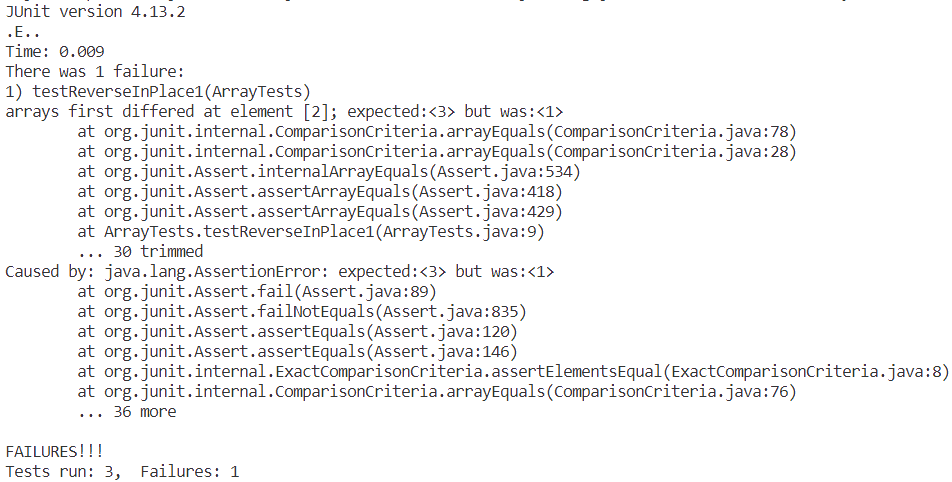 JUnit version 4.13.2
.E..
Time: 0.009
There was 1 failure:
1) testReverseInPlace1(ArrayTests)
arrays first differed at element [2]; expected:<3> but was:<1>
        at org.junit.internal.ComparisonCriteria.arrayEquals(ComparisonCriteria.java:78)
        at org.junit.internal.ComparisonCriteria.arrayEquals(ComparisonCriteria.java:28)
        at org.junit.Assert.internalArrayEquals(Assert.java:534)
        at org.junit.Assert.assertArrayEquals(Assert.java:418)
        at org.junit.Assert.assertArrayEquals(Assert.java:429)
        at ArrayTests.testReverseInPlace1(ArrayTests.java:9)
        ... 30 trimmed
Caused by: java.lang.AssertionError: expected:<3> but was:<1>
        at org.junit.Assert.fail(Assert.java:89)
        at org.junit.Assert.failNotEquals(Assert.java:835)
        at org.junit.Assert.assertEquals(Assert.java:120)
        at org.junit.Assert.assertEquals(Assert.java:146)
        at org.junit.internal.ExactComparisonCriteria.assertElementsEqual(ExactComparisonCriteria.java:8)
        at org.junit.internal.ComparisonCriteria.arrayEquals(ComparisonCriteria.java:76)
        ... 36 more

FAILURES!!!
Tests run: 3,  Failures: 1